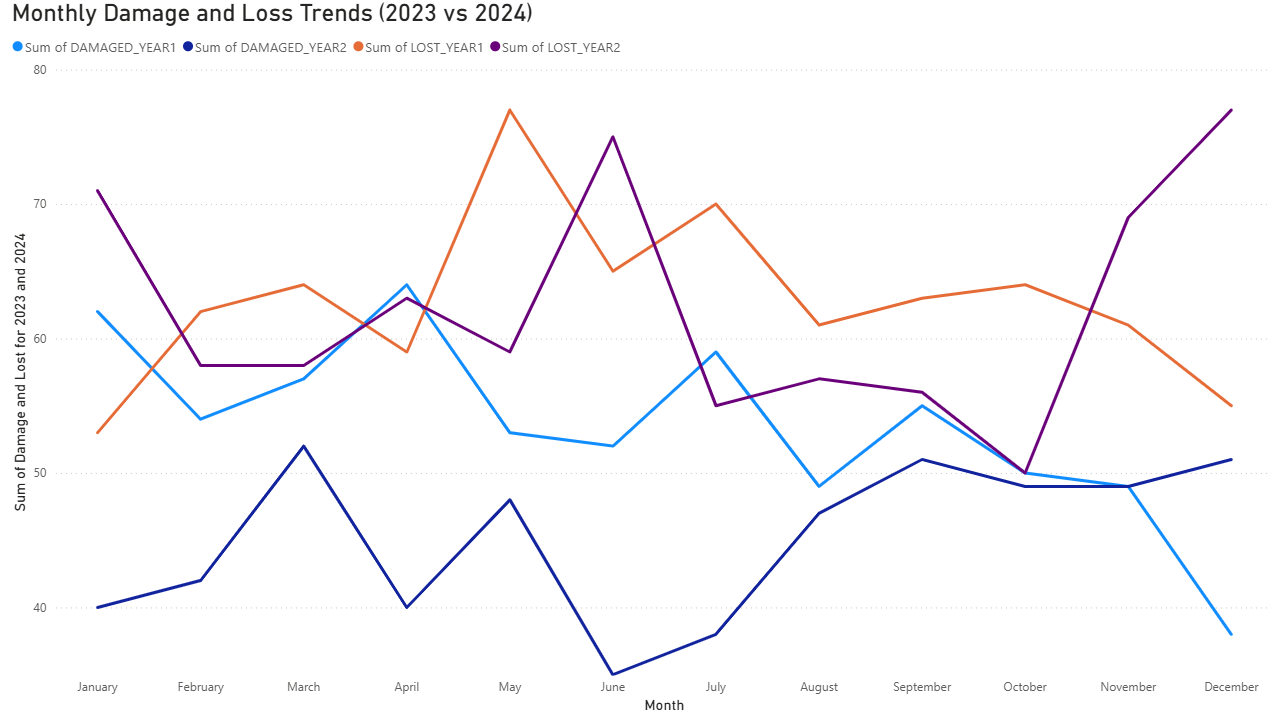 Monthly Damage and Loss Trends (2023 vs 2024)
Sum of DAMAGED_YEAR1 Sum of DAMAGED_YEAR2 Sum of LOST_YEAR1 Sum of LOST_YEAR2
Sum of Damage and Lost for 2023 and 2024
80
70
60
50
40
January February March April May June July August September October November December
Month